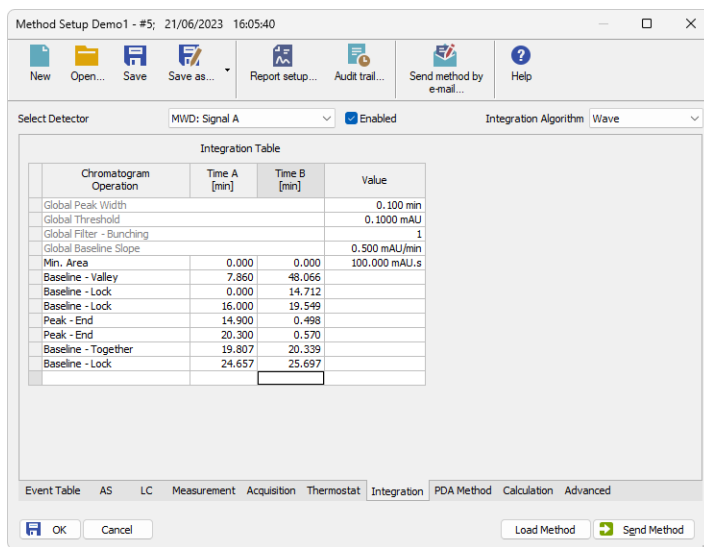 Method Setup Demo1 - #5; 21/06/2023 16:05:40
New Open... Save Save as... Report setup... Audit trail... Send method by e-mail... Help
Select Detector MWD: Signal A Enabled Integration Algorithm Wave
Integration Table
Chromatogram Operation Time A [min] Time B [min] Value
Global Peak Width 0.100 min
Global Threshold 0.1000 mAU
Global Filter - Bunching 1
Global Baseline Slope 0.500 mAU/min
Min. Area 0.000 0.000 100.000 mAU.s
Baseline - Valley 7.860 48.066
Baseline - Lock 0.000 14.712
Baseline - Lock 16.000 19.549
Peak - End 14.900 0.498
Peak - End 20.300 0.570
Baseline - Together 19.807 20.339
Baseline - Lock 24.657 25.697
Event Table AS LC Measurement Acquisition Thermostat Integration PDA Method Calculation Advanced
OK Cancel Load Method Send Method